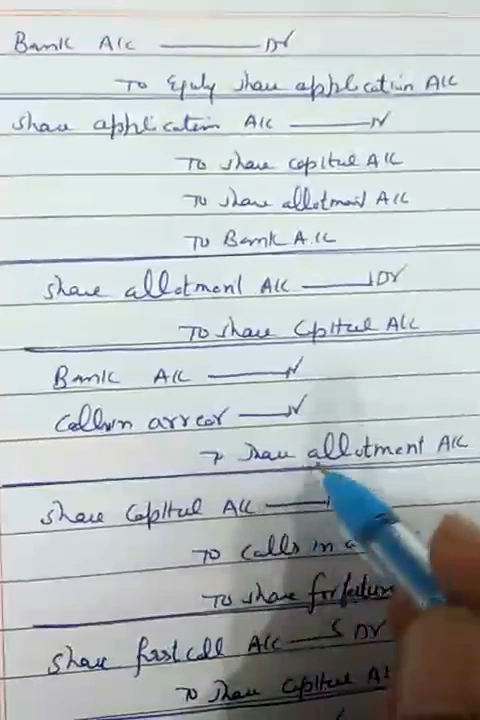 Bank A/C ——— Dr
To Equly share application A/C
Share application A/C ——— Dr
To share capital A/C
To share allotment A/C
To Bank A/C
Share allotment A/C ——— Dr
To share Capital A/C
Bank A/C ——— Dr
Calls in arrear ——— Dr
To share allotment A/C
Share Capital A/C ———
To calls in a
To share forfeiture
Share first call A/C ——— Dr
To share Capital A/